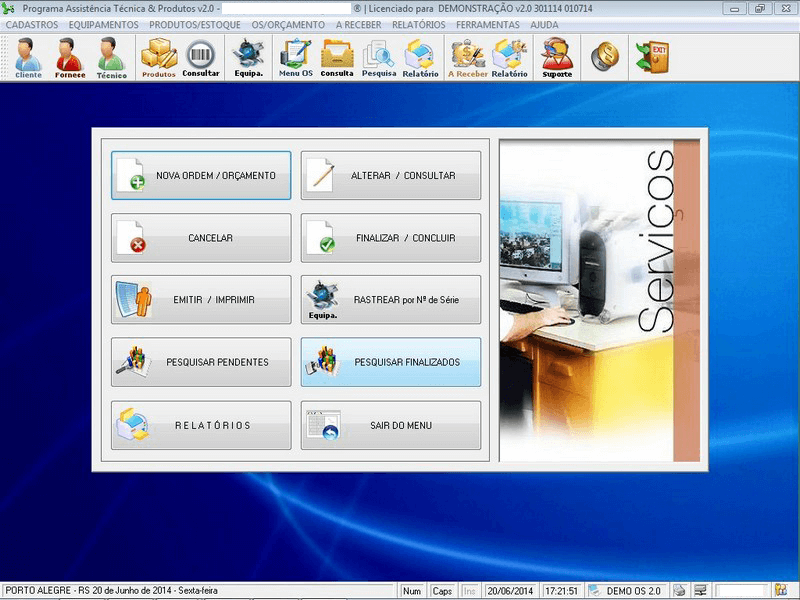 Programa Assistência Técnica & Produtos v2.0 - ® | Licenciado para DEMONSTRAÇÃO v2.0 301114 010714
CADASTROS EQUIPAMENTOS PRODUTOS/ESTOQUE OS/ORÇAMENTO A RECEBER RELATÓRIOS FERRAMENTAS AJUDA
Cliente Fornece Técnico Produtos Consultar Equipa. Menu OS Consulta Pesquisa Relatório A Receber Relatório Suporte EXIT
NOVA ORDEM / ORÇAMENTO
ALTERAR / CONSULTAR
CANCELAR
FINALIZAR / CONCLUIR
EMITIR / IMPRIMIR
Equipa.
RASTREAR por Nº de Série
PESQUISAR PENDENTES
PESQUISAR FINALIZADOS
RELATÓRIOS
SAIR DO MENU
Serviços
PORTO ALEGRE - RS 20 de Junho de 2014 - Sexta-feira Num Caps Ins 20/06/2014 17:21:51 DEMO OS 2.0